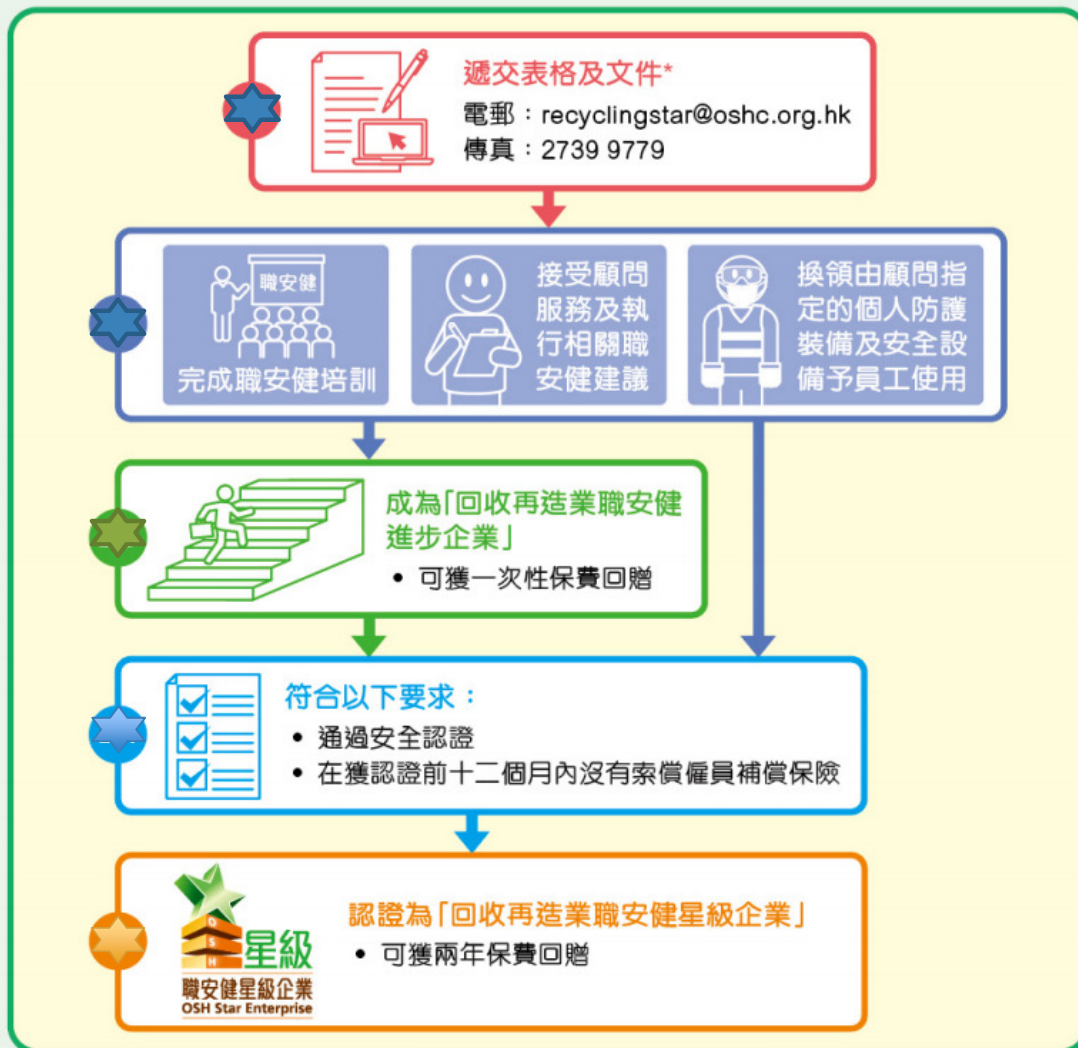 遞交表格及文件*
電郵：recyclingstar@oshc.org.hk
傳真：2739 9779
職安健
完成職安健培訓
接受顧問
服務及執
行相關職
安健建議
換領由顧問指
定的個人防護
裝備及安全設
備予員工使用
成為「回收再造業職安健
進步企業」
• 可獲一次性保費回贈
符合以下要求：
• 通過安全認證
• 在獲認證前十二個月內沒有索償僱員補償保險
OSH
星級
職安健星級企業
OSH Star Enterprise
認證為「回收再造業職安健星級企業」
• 可獲兩年保費回贈